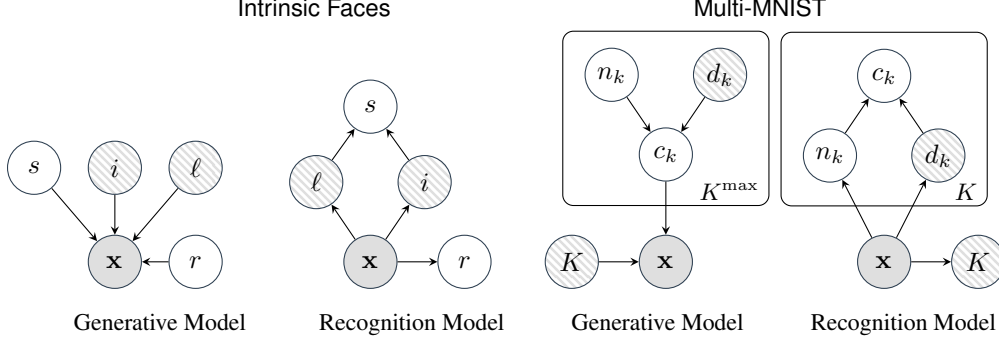 Intrinsic Faces
Multi-MNIST
s
i
ℓ
x
r
Generative Model
s
ℓ
i
x
r
Recognition Model
n_k
d_k
c_k
K^max
K
x
Generative Model
c_k
n_k
d_k
K
x
K
Recognition Model